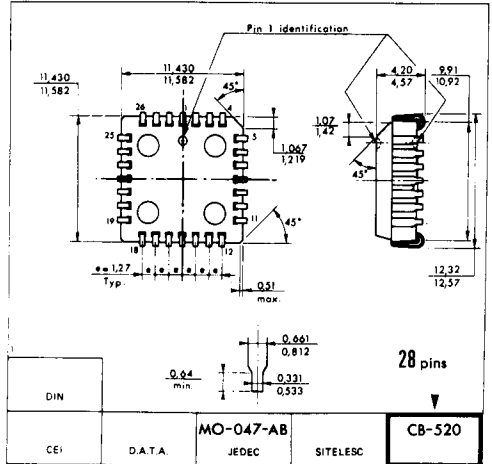 Pin 1 identification
11,430
11,582
45°
26
4
25
5
1,067
1,219
19
11
45°
18
12
e = 1,27
Typ.
e e e e e e
0,51
max.
4,20
4,57
9,91
10,92
1,07
1,42
45°
12,32
12,57
11,430
11,582
0,661
0,812
0,64
min.
0,331
0,533
28 pins
DIN
CEI
D.A.T.A.
MO-047-AB
JEDEC
SITELESC
CB-520